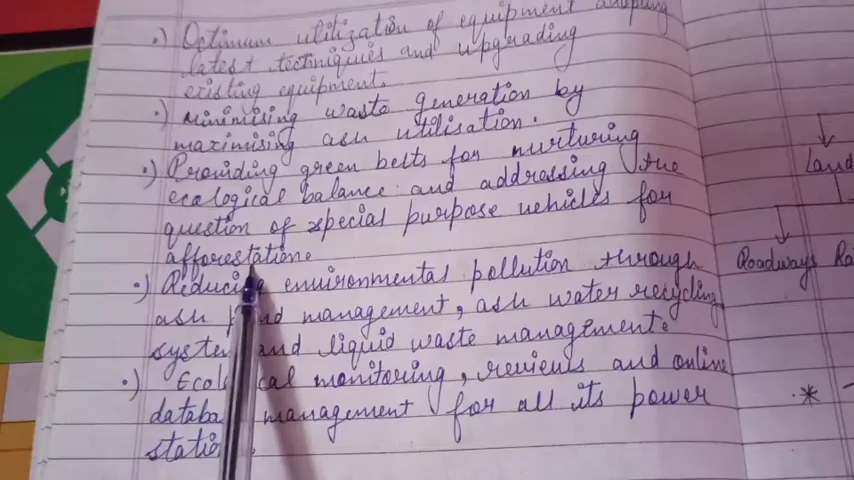 •) Optimum utilization of equipment adopting
latest techniques and upgrading
existing equipment.
•) Minimising waste generation by
maximising ash utilisation.
•) Providing green belts for nurturing
ecological balance and addressing the
question of special purpose vehicles for
afforestation.
•) Reducing environmental pollution through
ash pond management, ash water recycling
system and liquid waste management.
•) Ecological monitoring, reviews and online
database management for all its power
station.
Land
Roadways